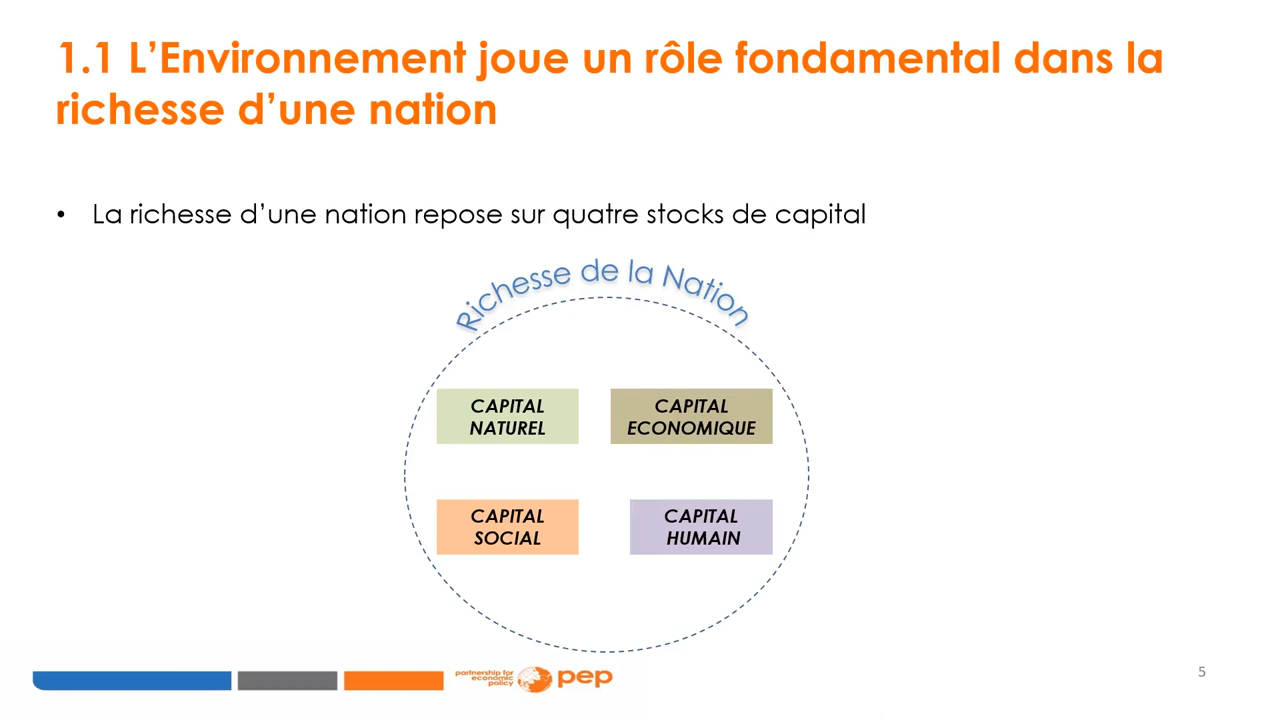 1.1 L’Environnement joue un rôle fondamental dans la
richesse d’une nation
• La richesse d’une nation repose sur quatre stocks de capital
Richesse de la Nation
CAPITAL
NATUREL
CAPITAL
ECONOMIQUE
CAPITAL
SOCIAL
CAPITAL
HUMAIN
partnership for
economic
policy
pep
5